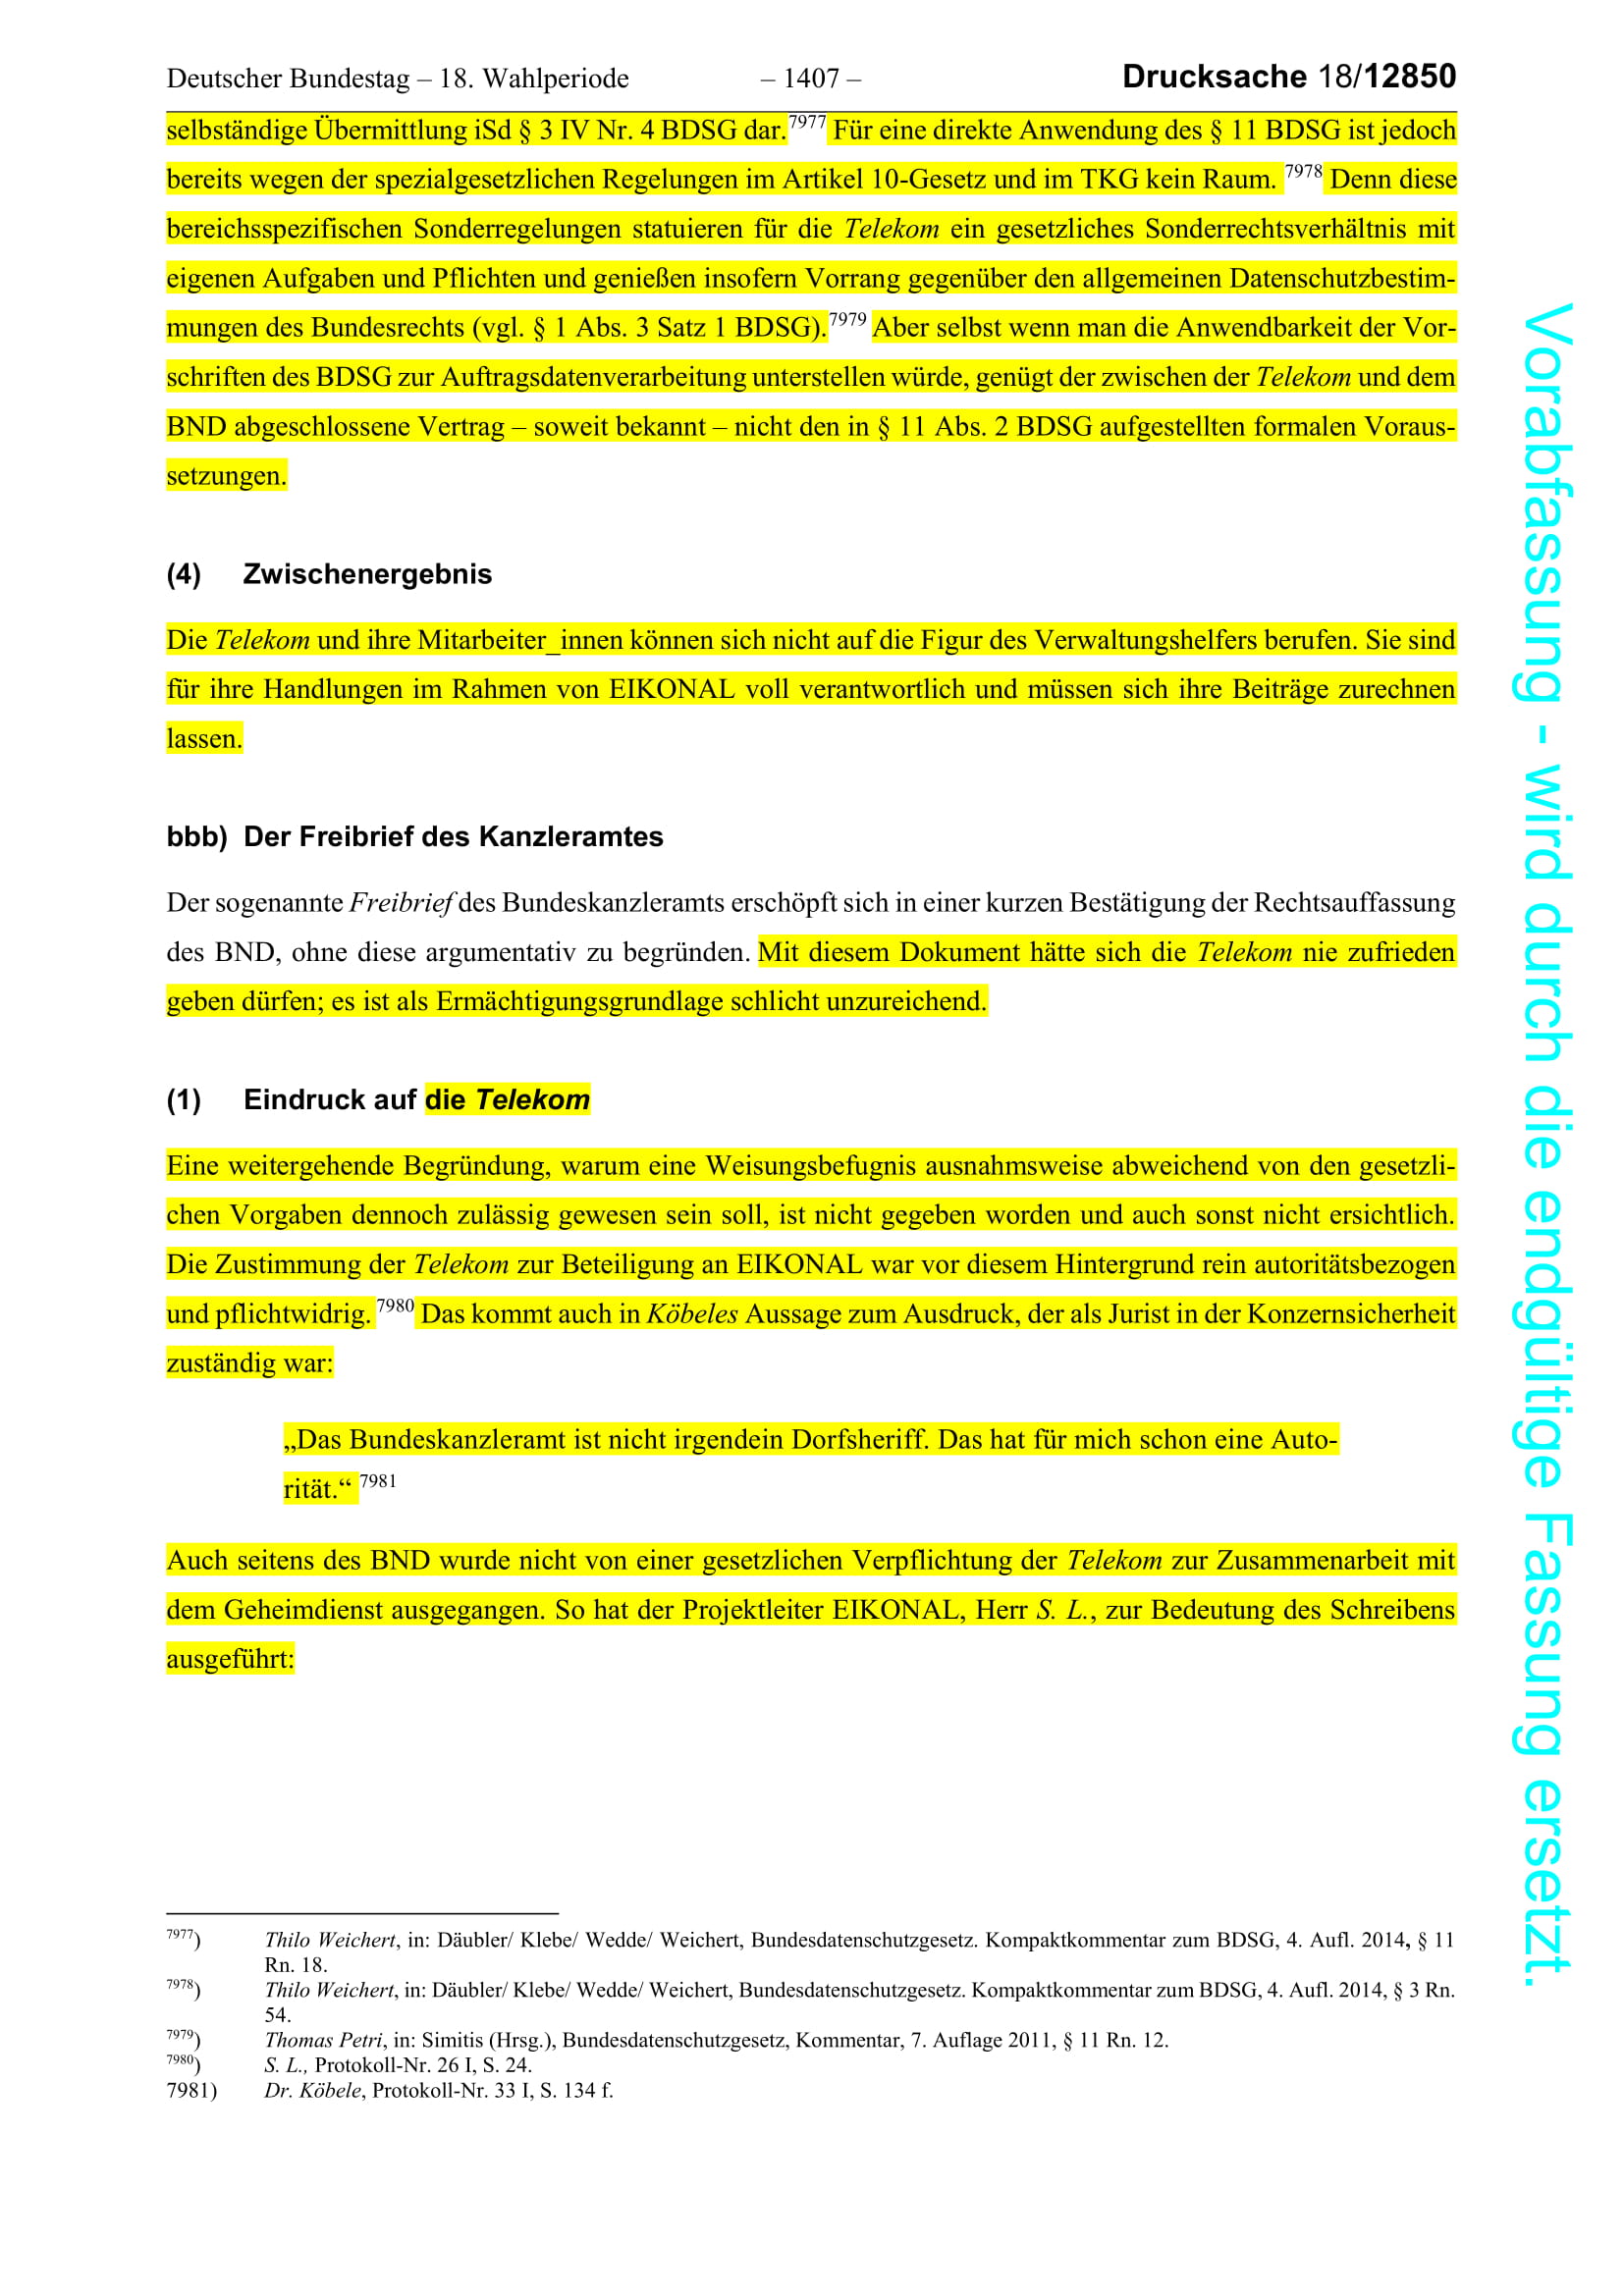 Deutscher Bundestag – 18. Wahlperiode – 1407 – Drucksache 18/12850
selbständige Übermittlung iSd § 3 IV Nr. 4 BDSG dar.7977 Für eine direkte Anwendung des § 11 BDSG ist jedoch
bereits wegen der spezialgesetzlichen Regelungen im Artikel 10-Gesetz und im TKG kein Raum. 7978 Denn diese
bereichsspezifischen Sonderregelungen statuieren für die Telekom ein gesetzliches Sonderrechtsverhältnis mit
eigenen Aufgaben und Pflichten und genießen insofern Vorrang gegenüber den allgemeinen Datenschutzbestim-
mungen des Bundesrechts (vgl. § 1 Abs. 3 Satz 1 BDSG).7979 Aber selbst wenn man die Anwendbarkeit der Vor-
schriften des BDSG zur Auftragsdatenverarbeitung unterstellen würde, genügt der zwischen der Telekom und dem
BND abgeschlossene Vertrag – soweit bekannt – nicht den in § 11 Abs. 2 BDSG aufgestellten formalen Voraus-
setzungen.
(4) Zwischenergebnis
Die Telekom und ihre Mitarbeiter_innen können sich nicht auf die Figur des Verwaltungshelfers berufen. Sie sind
für ihre Handlungen im Rahmen von EIKONAL voll verantwortlich und müssen sich ihre Beiträge zurechnen
lassen.
bbb) Der Freibrief des Kanzleramtes
Der sogenannte Freibrief des Bundeskanzleramts erschöpft sich in einer kurzen Bestätigung der Rechtsauffassung
des BND, ohne diese argumentativ zu begründen. Mit diesem Dokument hätte sich die Telekom nie zufrieden
geben dürfen; es ist als Ermächtigungsgrundlage schlicht unzureichend.
(1) Eindruck auf die Telekom
Eine weitergehende Begründung, warum eine Weisungsbefugnis ausnahmsweise abweichend von den gesetzli-
chen Vorgaben dennoch zulässig gewesen sein soll, ist nicht gegeben worden und auch sonst nicht ersichtlich.
Die Zustimmung der Telekom zur Beteiligung an EIKONAL war vor diesem Hintergrund rein autoritätsbezogen
und pflichtwidrig. 7980 Das kommt auch in Köbeles Aussage zum Ausdruck, der als Jurist in der Konzernsicherheit
zuständig war:
„Das Bundeskanzleramt ist nicht irgendein Dorfsheriff. Das hat für mich schon eine Auto-
rität.“ 7981
Auch seitens des BND wurde nicht von einer gesetzlichen Verpflichtung der Telekom zur Zusammenarbeit mit
dem Geheimdienst ausgegangen. So hat der Projektleiter EIKONAL, Herr S. L., zur Bedeutung des Schreibens
ausgeführt:
7977) Thilo Weichert, in: Däubler/ Klebe/ Wedde/ Weichert, Bundesdatenschutzgesetz. Kompaktkommentar zum BDSG, 4. Aufl. 2014, § 11
Rn. 18.
7978) Thilo Weichert, in: Däubler/ Klebe/ Wedde/ Weichert, Bundesdatenschutzgesetz. Kompaktkommentar zum BDSG, 4. Aufl. 2014, § 3 Rn.
54.
7979) Thomas Petri, in: Simitis (Hrsg.), Bundesdatenschutzgesetz, Kommentar, 7. Auflage 2011, § 11 Rn. 12.
7980) S. L., Protokoll-Nr. 26 I, S. 24.
7981) Dr. Köbele, Protokoll-Nr. 33 I, S. 134 f.
Vorabfassung - wird durch die endgültige Fassung ersetzt.